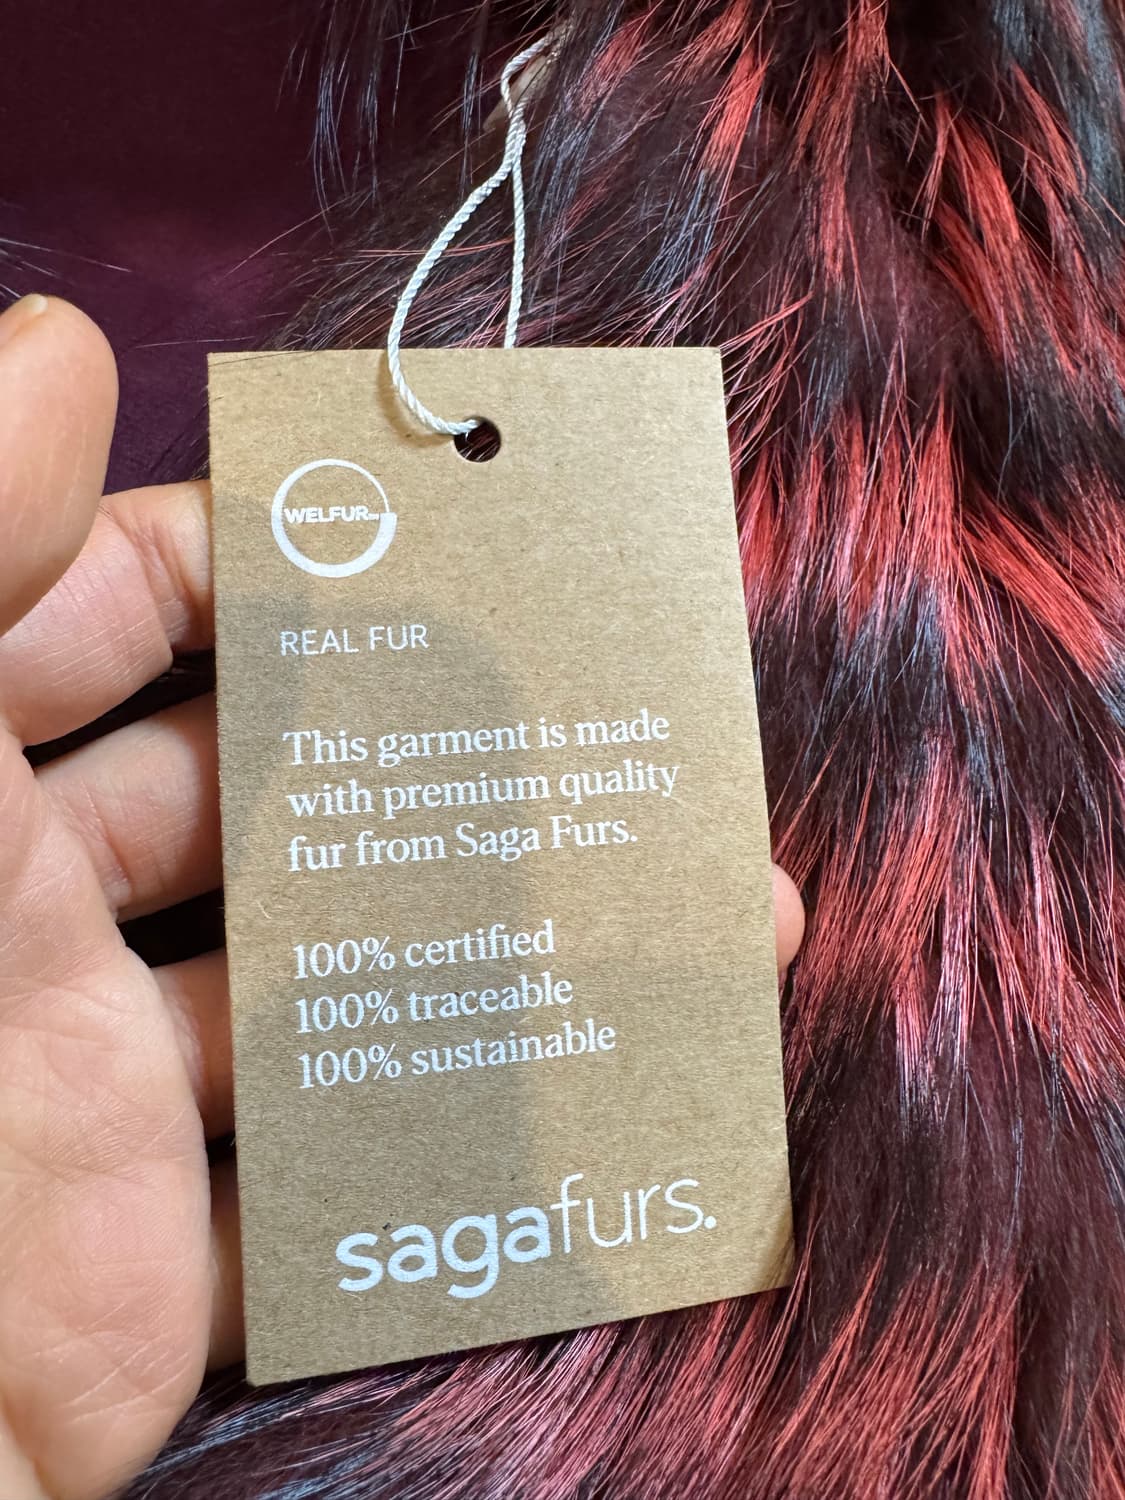 WELFUR
REAL FUR
This garment is made
with premium quality
fur from Saga Furs.
100% certified
100% traceable
100% sustainable
sagafurs.